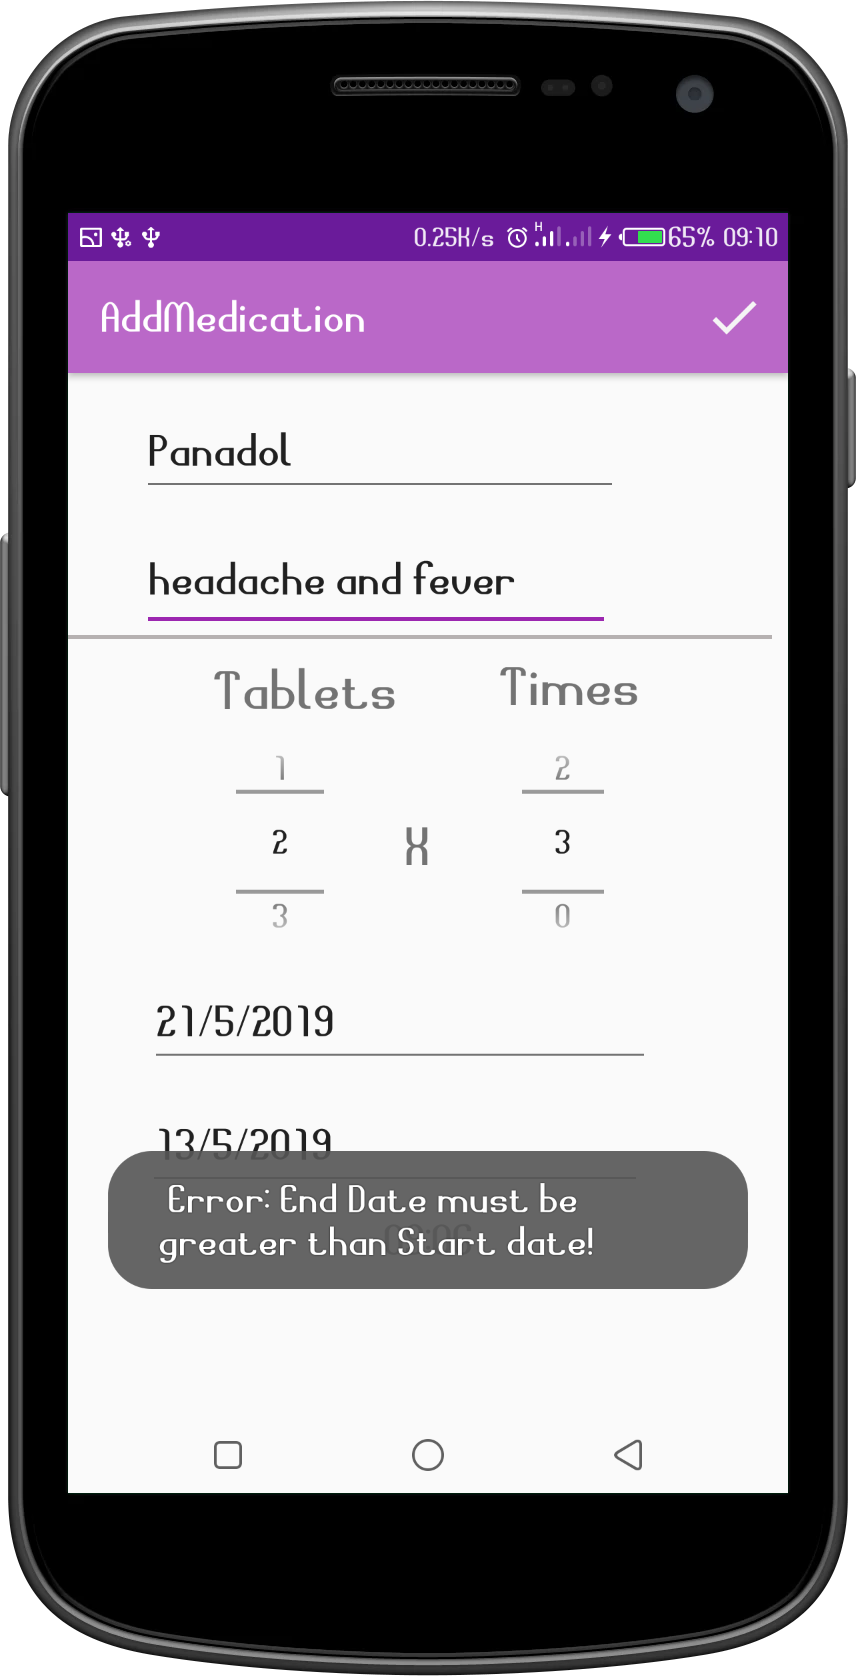 0.25K/s H 65% 09:10
AddMedication
Panadol
headache and fever
Tablets Times
1 2
2 X 3
3 0
21/5/2019
13/5/2019
Error: End Date must be
greater than Start date!